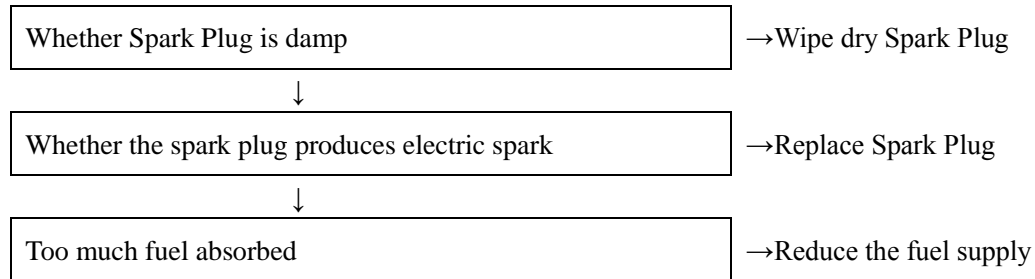 Whether Spark Plug is damp →Wipe dry Spark Plug
↓
Whether the spark plug produces electric spark →Replace Spark Plug
↓
Too much fuel absorbed →Reduce the fuel supply